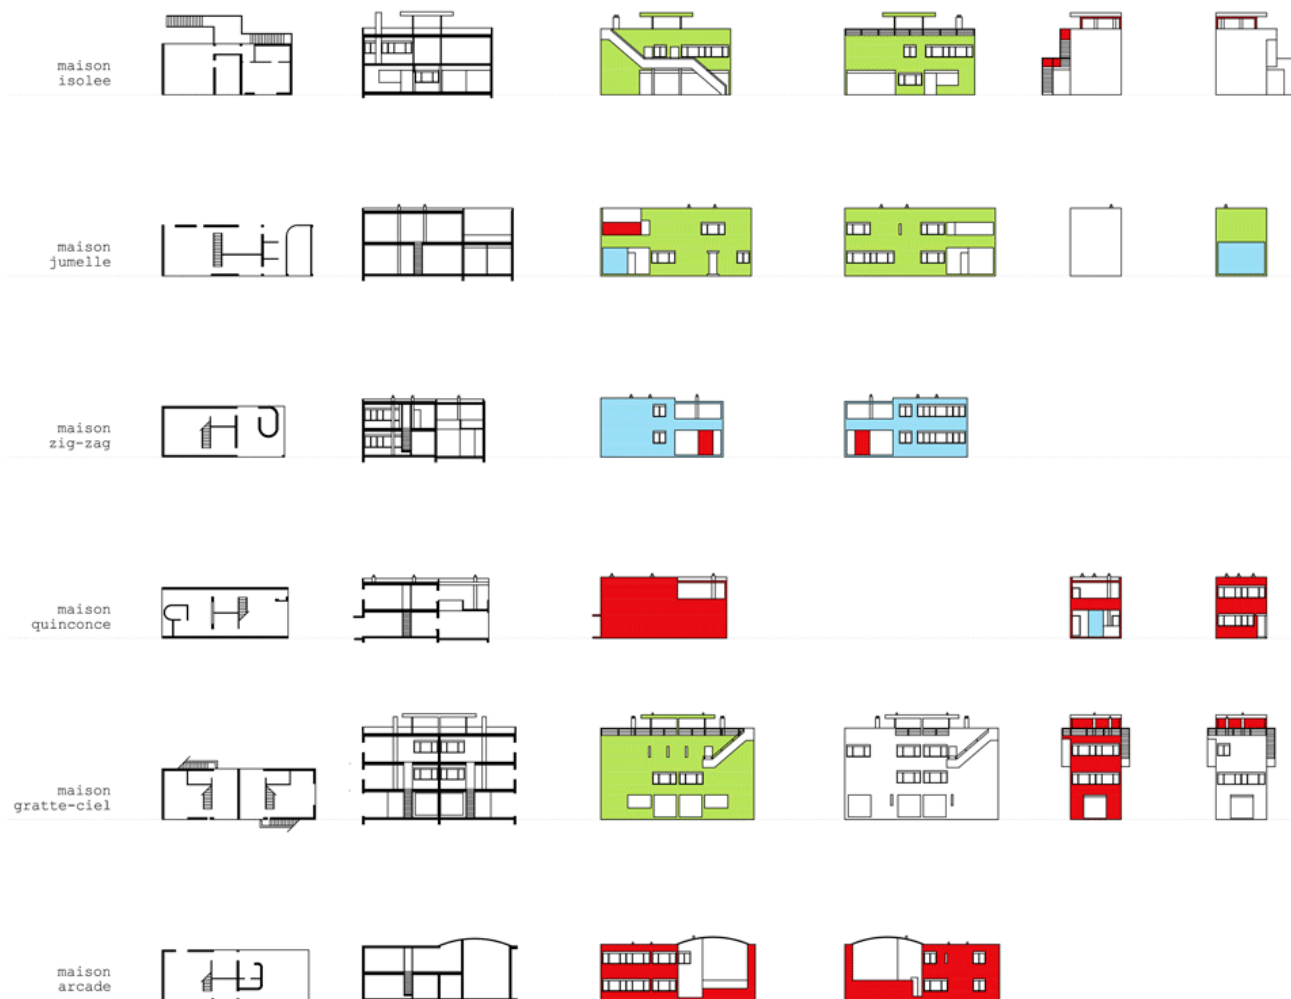 maison
isolee
maison
jumelle
maison
zig-zag
maison
quinconce
maison
gratte-ciel
maison
arcade